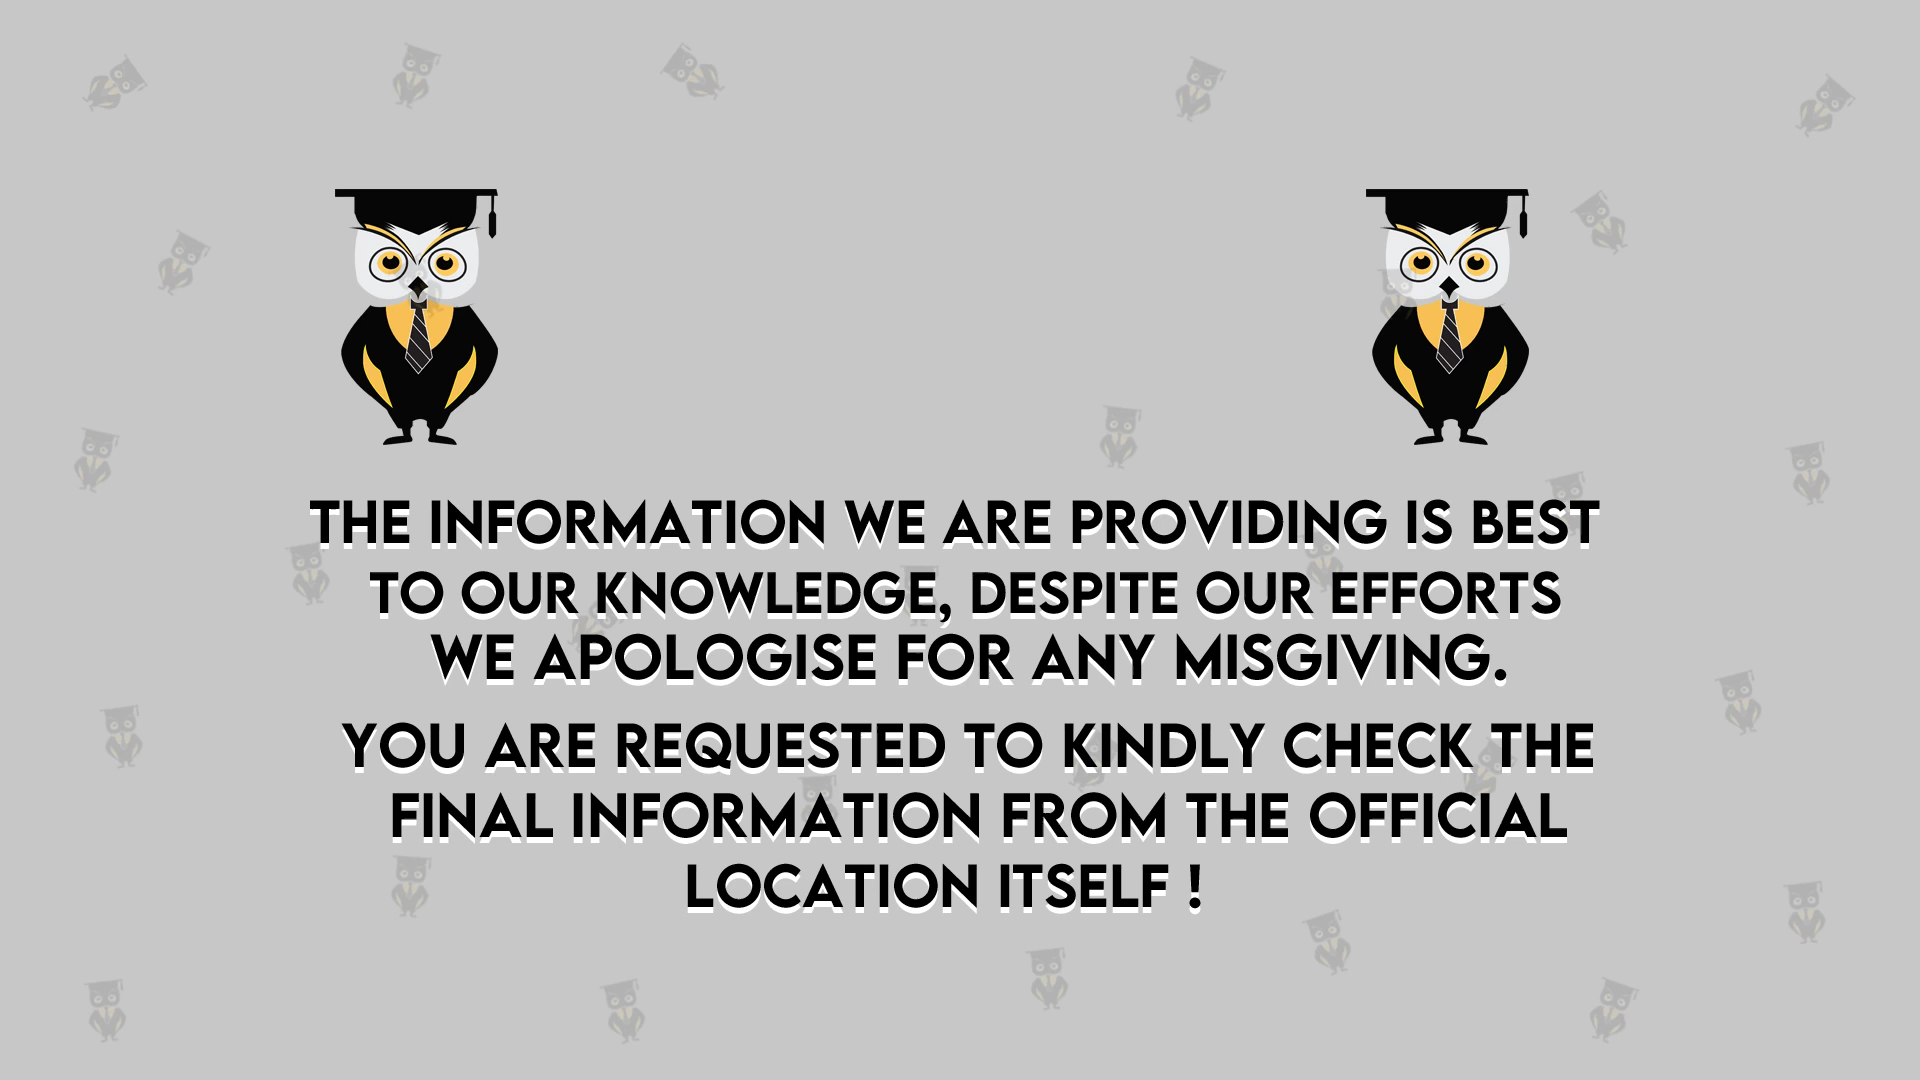 THE INFORMATION WE ARE PROVIDING IS BEST
TO OUR KNOWLEDGE, DESPITE OUR EFFORTS
WE APOLOGISE FOR ANY MISGIVING.
YOU ARE REQUESTED TO KINDLY CHECK THE
FINAL INFORMATION FROM THE OFFICIAL
LOCATION ITSELF !